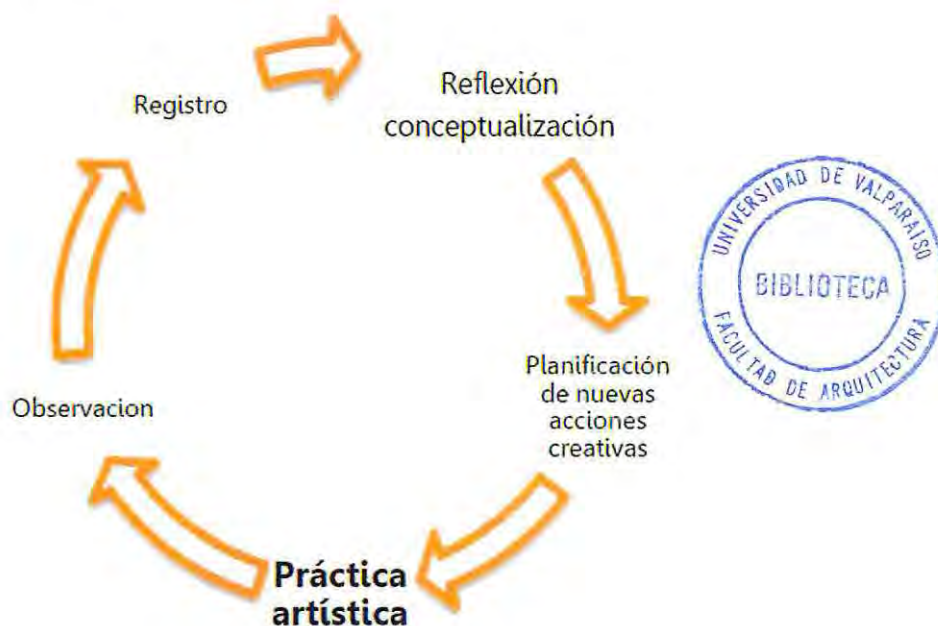 Registro
Reflexión
conceptualización
Planificación
de nuevas
acciones
creativas
Práctica
artística
Observacion
UNIVERSIDAD DE VALPARAISO
BIBLIOTECA
FACULTAD DE ARQUITECTURA